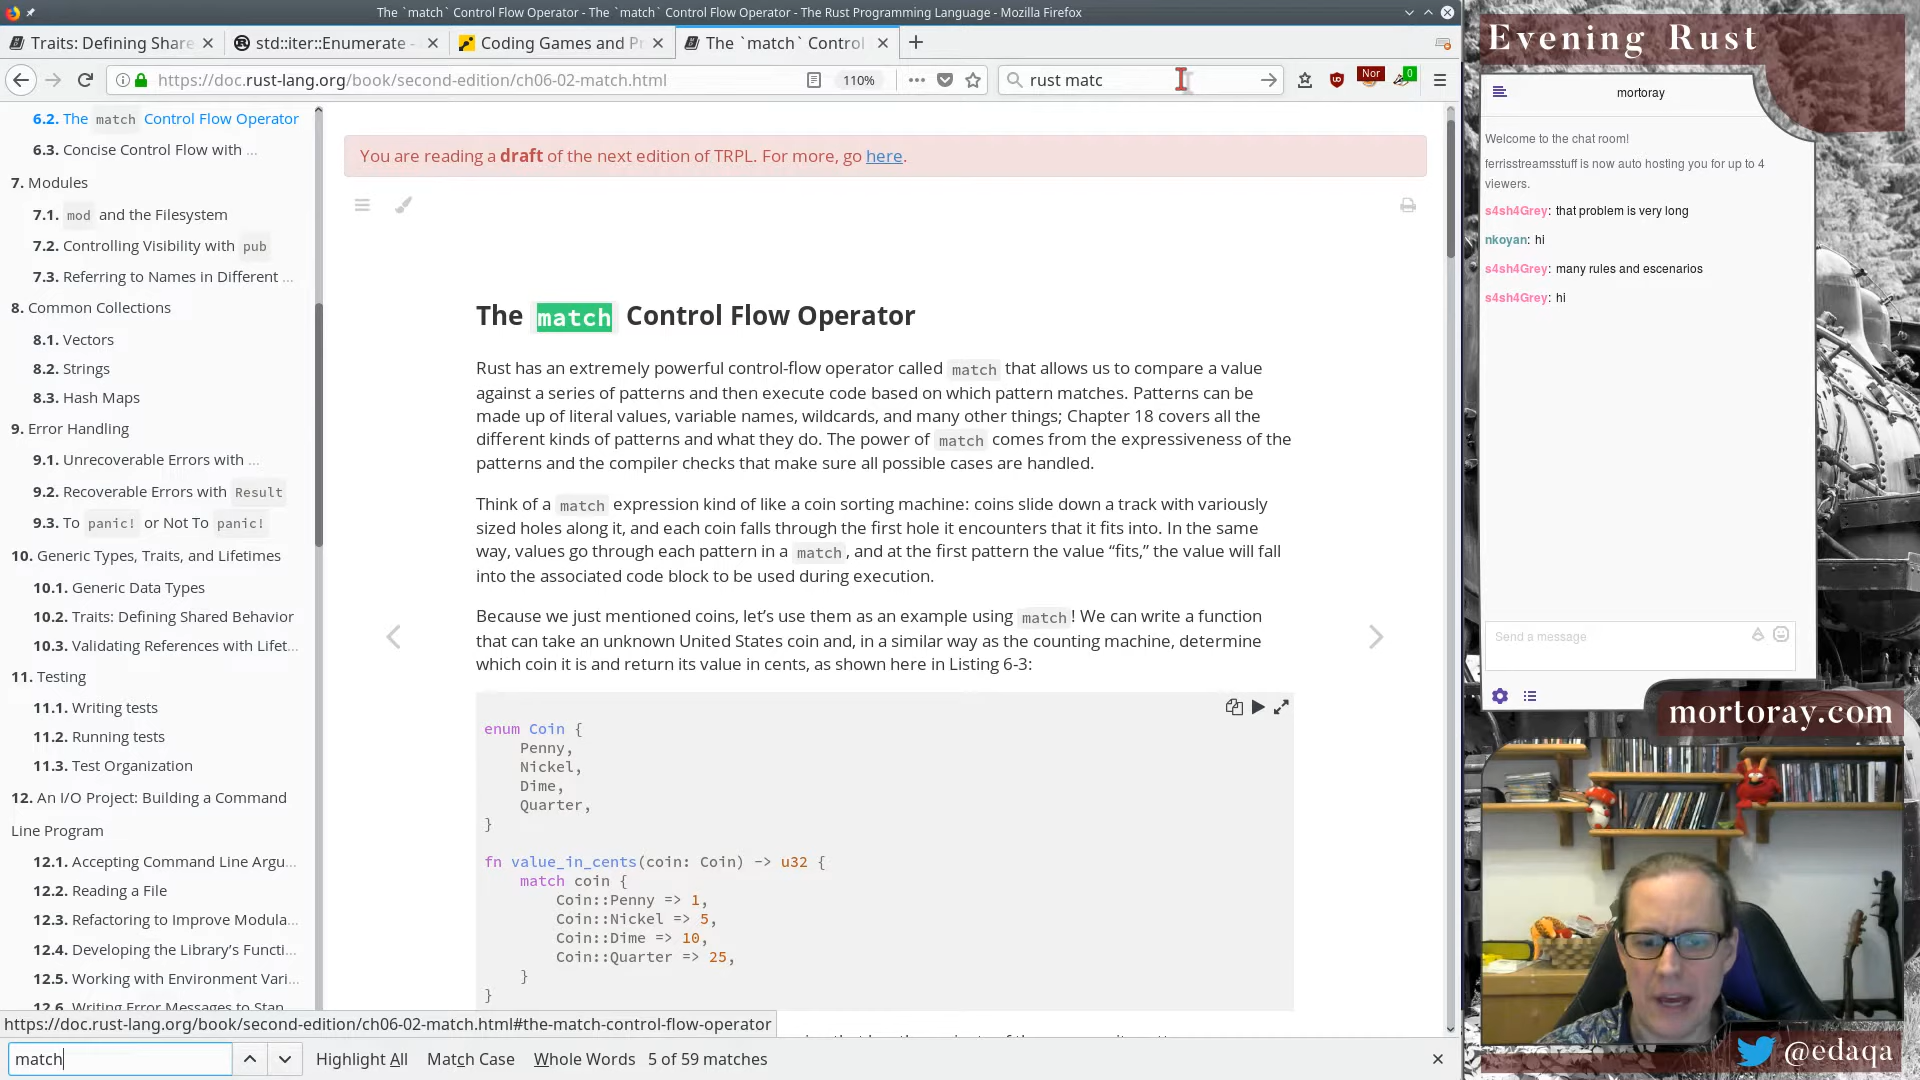 The `match` Control Flow Operator - The `match` Control Flow Operator - The Rust Programming Language - Mozilla Firefox
Traits: Defining Share
std::iter::Enumerate -
Coding Games and Pr
The `match` Control
https://doc.rust-lang.org/book/second-edition/ch06-02-match.html
110%
rust matc
Nor
0
6.2. The match Control Flow Operator
6.3. Concise Control Flow with ...
7. Modules
7.1. mod and the Filesystem
7.2. Controlling Visibility with pub
7.3. Referring to Names in Different ...
8. Common Collections
8.1. Vectors
8.2. Strings
8.3. Hash Maps
9. Error Handling
9.1. Unrecoverable Errors with ...
9.2. Recoverable Errors with Result
9.3. To panic! or Not To panic!
10. Generic Types, Traits, and Lifetimes
10.1. Generic Data Types
10.2. Traits: Defining Shared Behavior
10.3. Validating References with Lifet...
11. Testing
11.1. Writing tests
11.2. Running tests
11.3. Test Organization
12. An I/O Project: Building a Command
Line Program
12.1. Accepting Command Line Argu...
12.2. Reading a File
12.3. Refactoring to Improve Modula...
12.4. Developing the Library’s Functi...
12.5. Working with Environment Vari...
12.6. Writing Error Messages to Stan...
You are reading a draft of the next edition of TRPL. For more, go here.
The match Control Flow Operator
Rust has an extremely powerful control-flow operator called match that allows us to compare a value
against a series of patterns and then execute code based on which pattern matches. Patterns can be
made up of literal values, variable names, wildcards, and many other things; Chapter 18 covers all the
different kinds of patterns and what they do. The power of match comes from the expressiveness of the
patterns and the compiler checks that make sure all possible cases are handled.
Think of a match expression kind of like a coin sorting machine: coins slide down a track with variously
sized holes along it, and each coin falls through the first hole it encounters that it fits into. In the same
way, values go through each pattern in a match, and at the first pattern the value “fits,” the value will fall
into the associated code block to be used during execution.
Because we just mentioned coins, let’s use them as an example using match! We can write a function
that can take an unknown United States coin and, in a similar way as the counting machine, determine
which coin it is and return its value in cents, as shown here in Listing 6-3:
enum Coin {
Penny,
Nickel,
Dime,
Quarter,
}
fn value_in_cents(coin: Coin) -> u32 {
match coin {
Coin::Penny => 1,
Coin::Nickel => 5,
Coin::Dime => 10,
Coin::Quarter => 25,
}
}
https://doc.rust-lang.org/book/second-edition/ch06-02-match.html#the-match-control-flow-operator
match
Highlight All
Match Case
Whole Words
5 of 59 matches
Evening Rust
mortoray
Welcome to the chat room!
ferrisstreamsstuff is now auto hosting you for up to 4
viewers.
s4sh4Grey: that problem is very long
nkoyan: hi
s4sh4Grey: many rules and escenarios
s4sh4Grey: hi
Send a message
mortoray.com
@edaqa